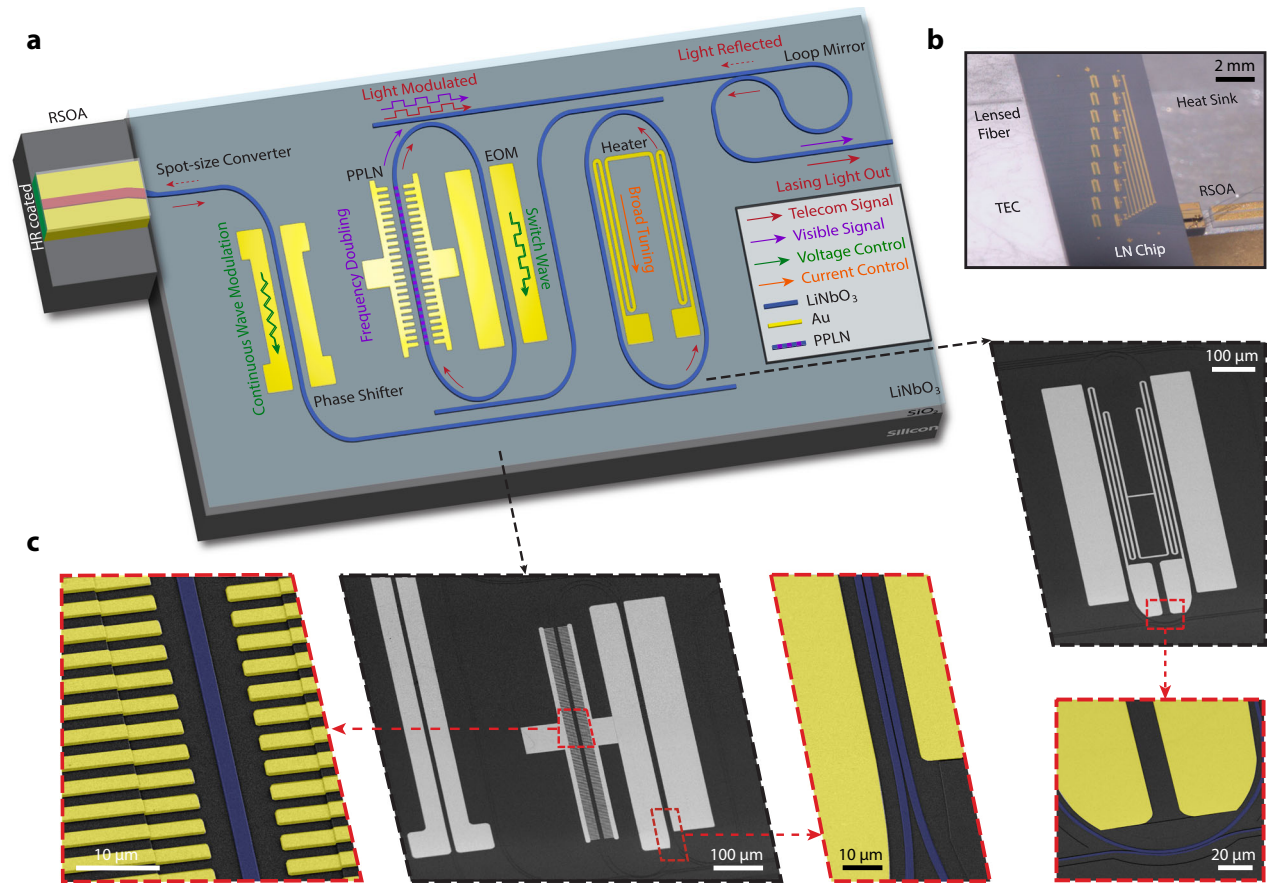 a
RSOA
HR coated
Spot-size Converter
Continuous Wave Modulation
Phase Shifter
Light Modulated
PPLN
Frequency Doubling
EOM
Switch Wave
Heater
Broad Tuning
Light Reflected
Loop Mirror
Lasing Light Out
Telecom Signal
Visible Signal
Voltage Control
Current Control
LiNbO₃
Au
PPLN
LiNbO₃
SiO₂
Silicon
b
2 mm
Lensed
Fiber
Heat Sink
TEC
RSOA
LN Chip
100 μm
c
10 μm
100 μm
10 μm
20 μm